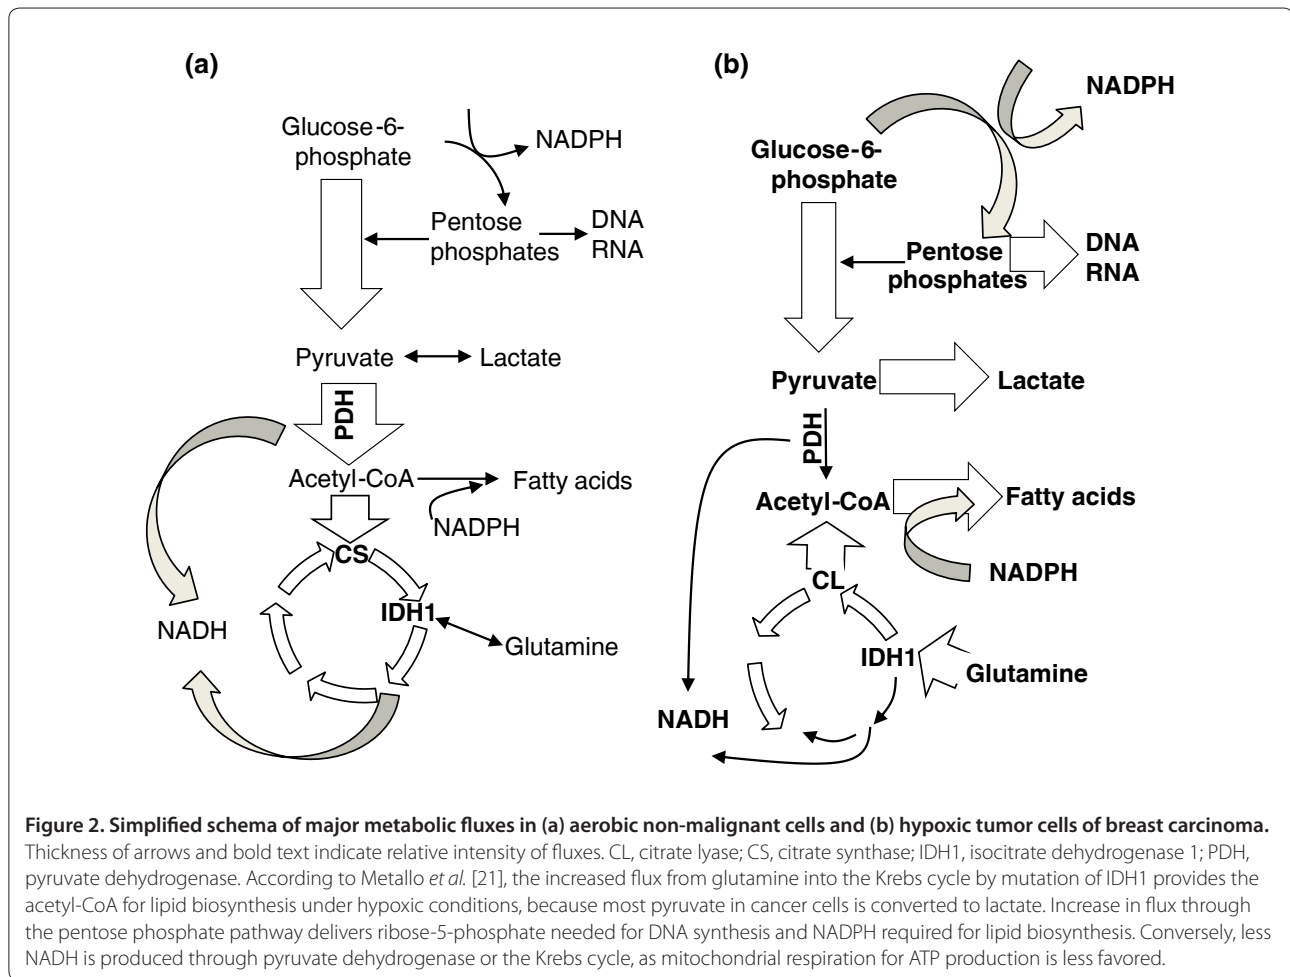 (a)
Glucose-6-
phosphate
NADPH
Pentose
phosphates
DNA
RNA
Pyruvate
Lactate
PDH
Acetyl-CoA
Fatty acids
NADPH
CS
IDH1
NADH
Glutamine
(b)
NADPH
Glucose-6-
phosphate
Pentose
phosphates
DNA
RNA
Pyruvate
Lactate
PDH
Acetyl-CoA
Fatty acids
NADPH
CL
IDH1
Glutamine
NADH
Figure 2. Simplified schema of major metabolic fluxes in (a) aerobic non-malignant cells and (b) hypoxic tumor cells of breast carcinoma.
Thickness of arrows and bold text indicate relative intensity of fluxes. CL, citrate lyase; CS, citrate synthase; IDH1, isocitrate dehydrogenase 1; PDH,
pyruvate dehydrogenase. According to Metallo et al. [21], the increased flux from glutamine into the Krebs cycle by mutation of IDH1 provides the
acetyl-CoA for lipid biosynthesis under hypoxic conditions, because most pyruvate in cancer cells is converted to lactate. Increase in flux through
the pentose phosphate pathway delivers ribose-5-phosphate needed for DNA synthesis and NADPH required for lipid biosynthesis. Conversely, less
NADH is produced through pyruvate dehydrogenase or the Krebs cycle, as mitochondrial respiration for ATP production is less favored.